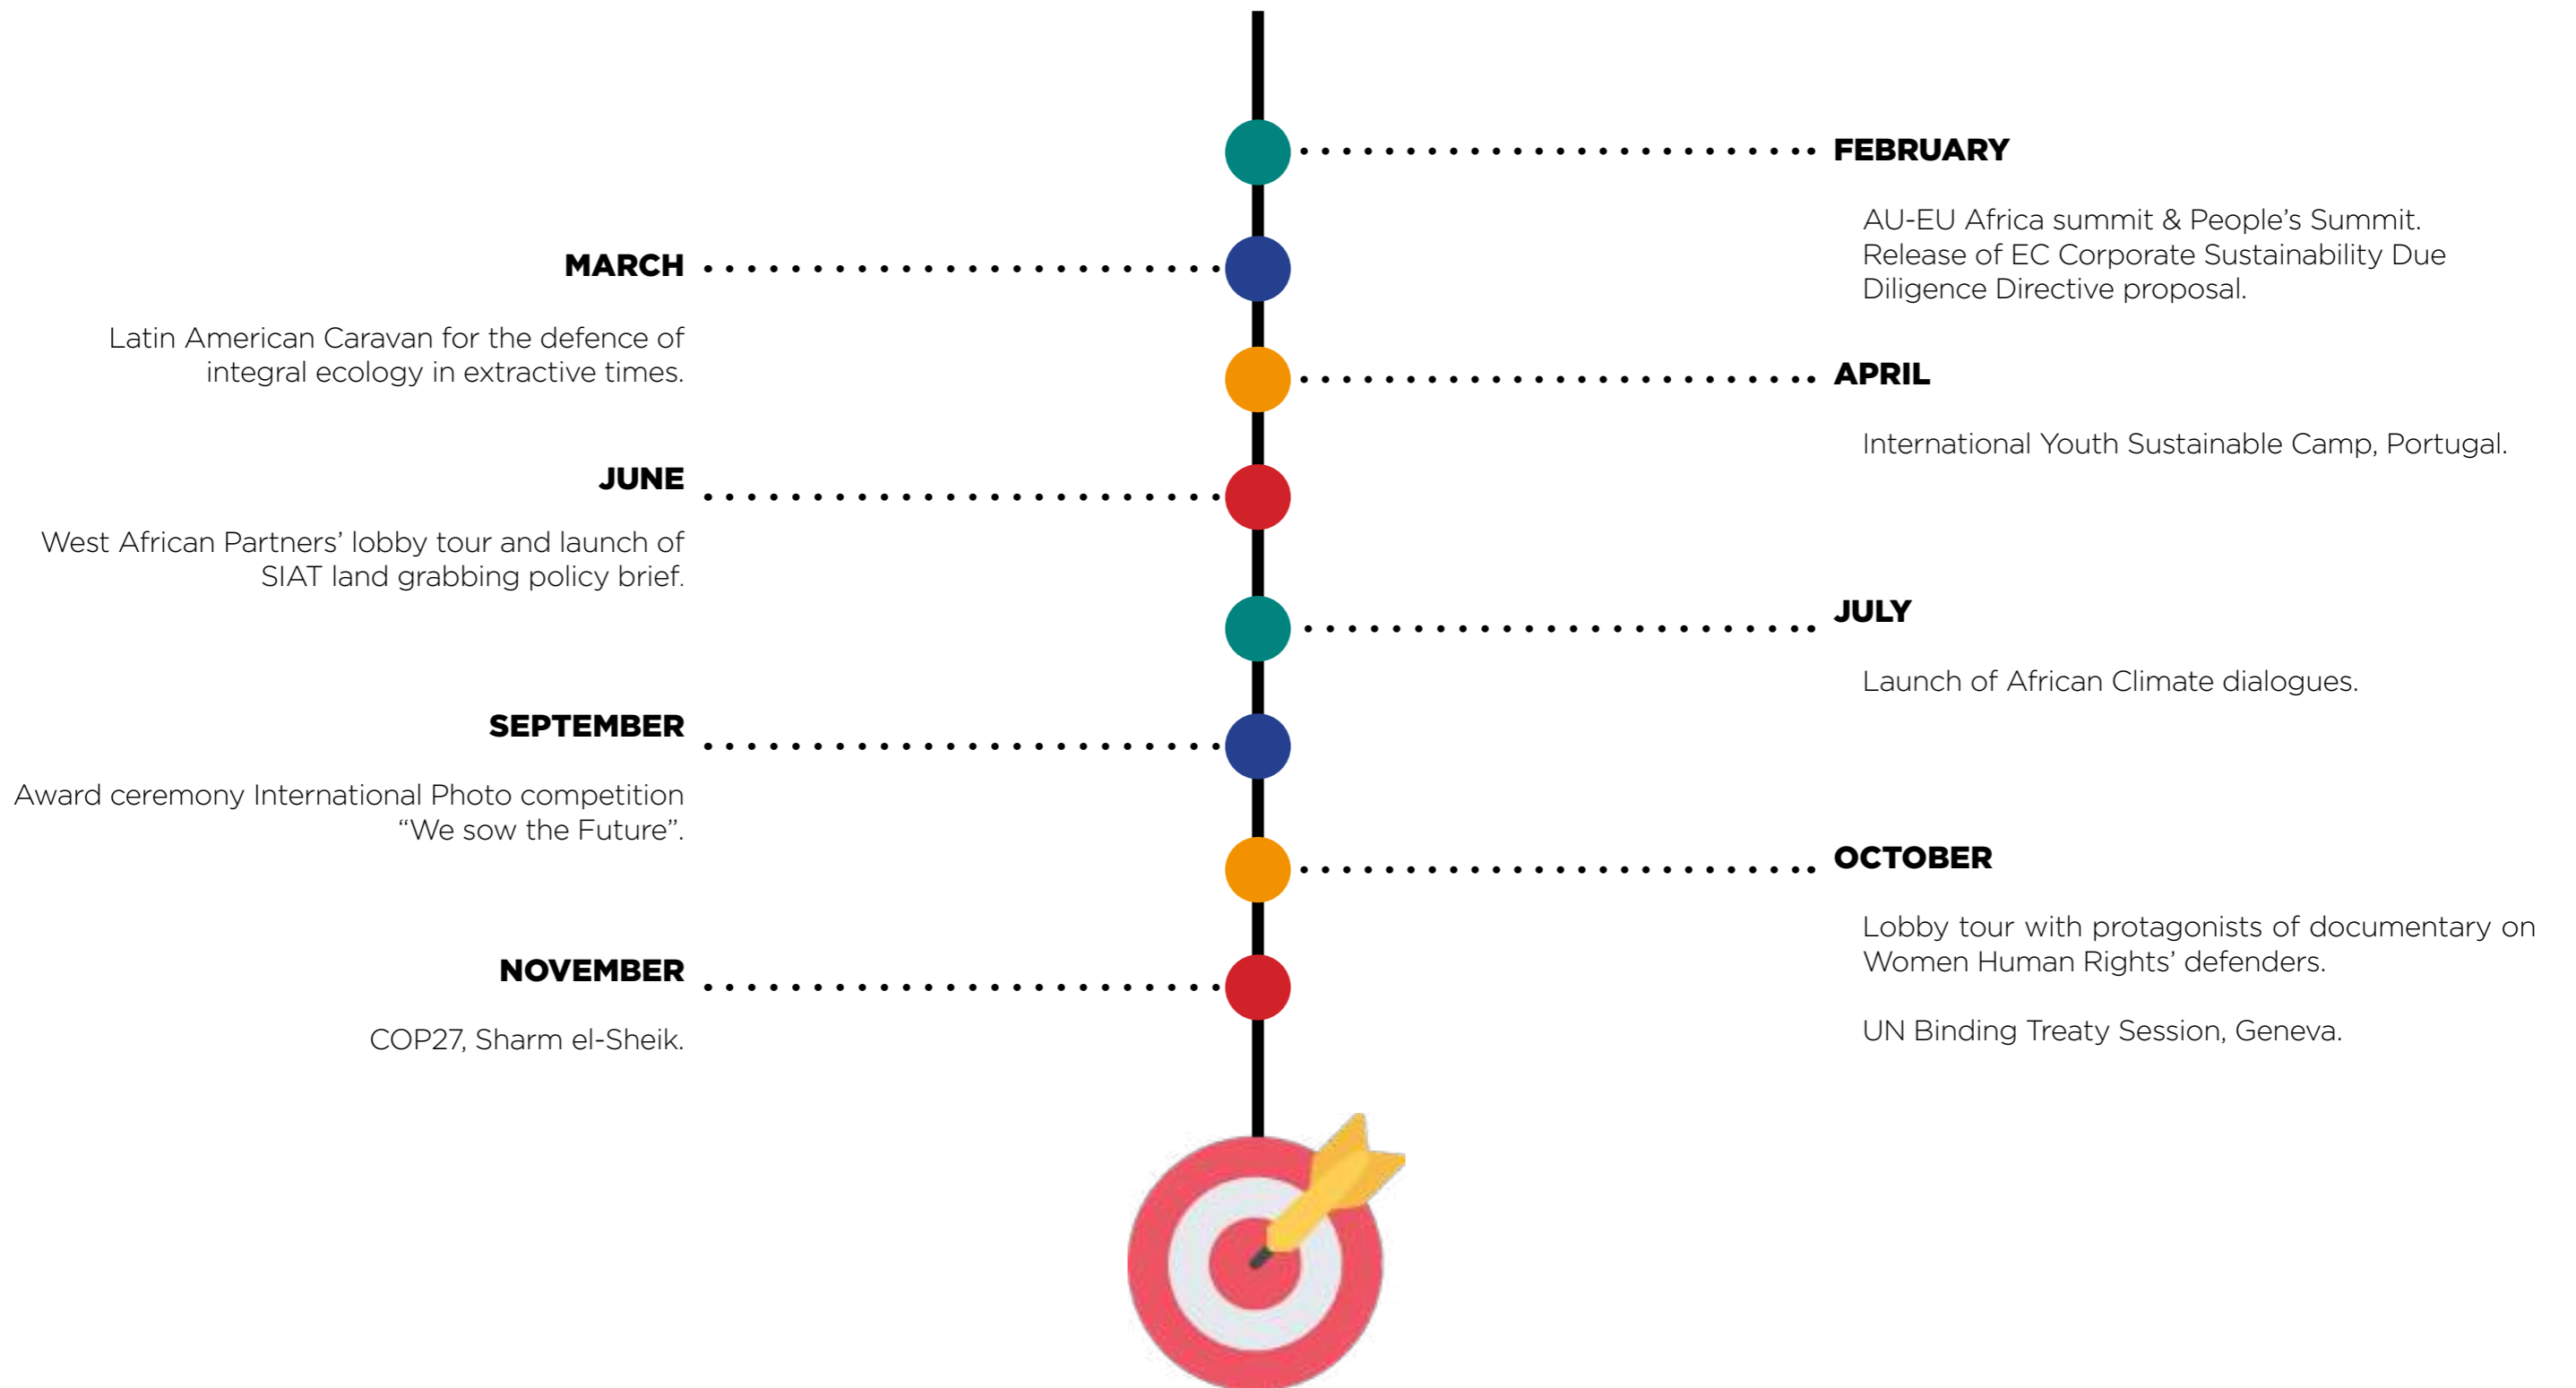 FEBRUARY
AU-EU Africa summit & People’s Summit.
Release of EC Corporate Sustainability Due
Diligence Directive proposal.
MARCH
Latin American Caravan for the defence of
integral ecology in extractive times.
APRIL
International Youth Sustainable Camp, Portugal.
JUNE
West African Partners’ lobby tour and launch of
SIAT land grabbing policy brief.
JULY
Launch of African Climate dialogues.
SEPTEMBER
Award ceremony International Photo competition
“We sow the Future”.
OCTOBER
Lobby tour with protagonists of documentary on
Women Human Rights’ defenders.
UN Binding Treaty Session, Geneva.
NOVEMBER
COP27, Sharm el-Sheik.